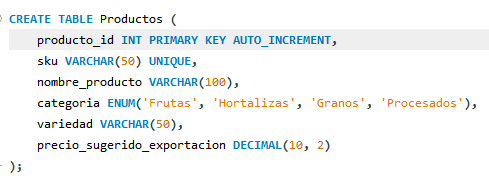 CREATE TABLE Productos (
producto_id INT PRIMARY KEY AUTO_INCREMENT,
sku VARCHAR(50) UNIQUE,
nombre_producto VARCHAR(100),
categoria ENUM('Frutas', 'Hortalizas', 'Granos', 'Procesados'),
variedad VARCHAR(50),
precio_sugerido_exportacion DECIMAL(10, 2)
);